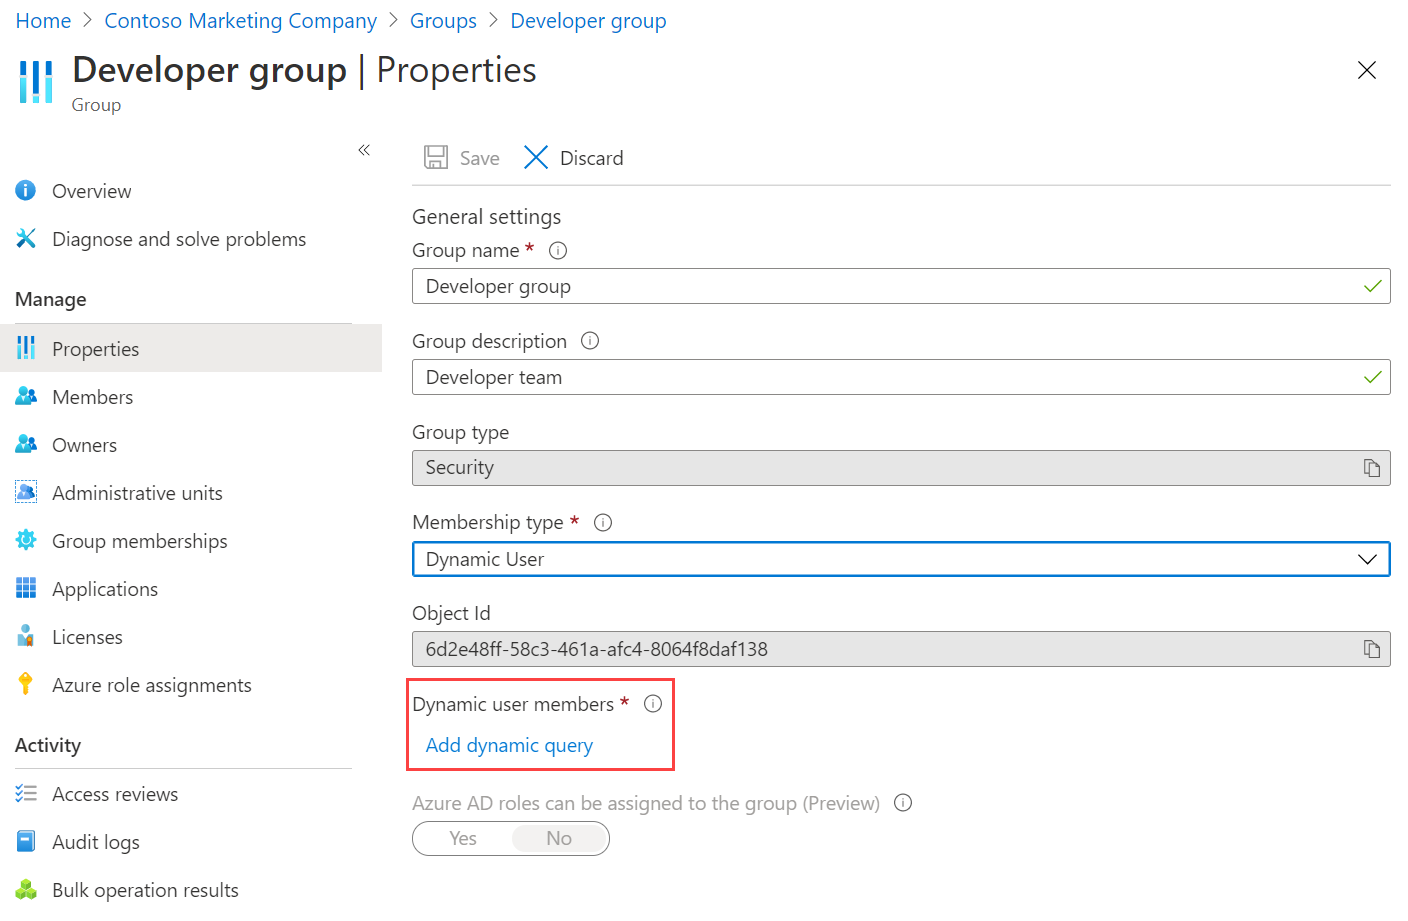 Home > Contoso Marketing Company > Groups > Developer group
Developer group | Properties
Group
«
Save Discard
Overview
Diagnose and solve problems
Manage
Properties
Members
Owners
Administrative units
Group memberships
Applications
Licenses
Azure role assignments
Activity
Access reviews
Audit logs
Bulk operation results
General settings
Group name *
Developer group
Group description
Developer team
Group type
Security
Membership type *
Dynamic User
Object Id
6d2e48ff-58c3-461a-afc4-8064f8daf138
Dynamic user members *
Add dynamic query
Azure AD roles can be assigned to the group (Preview)
Yes No